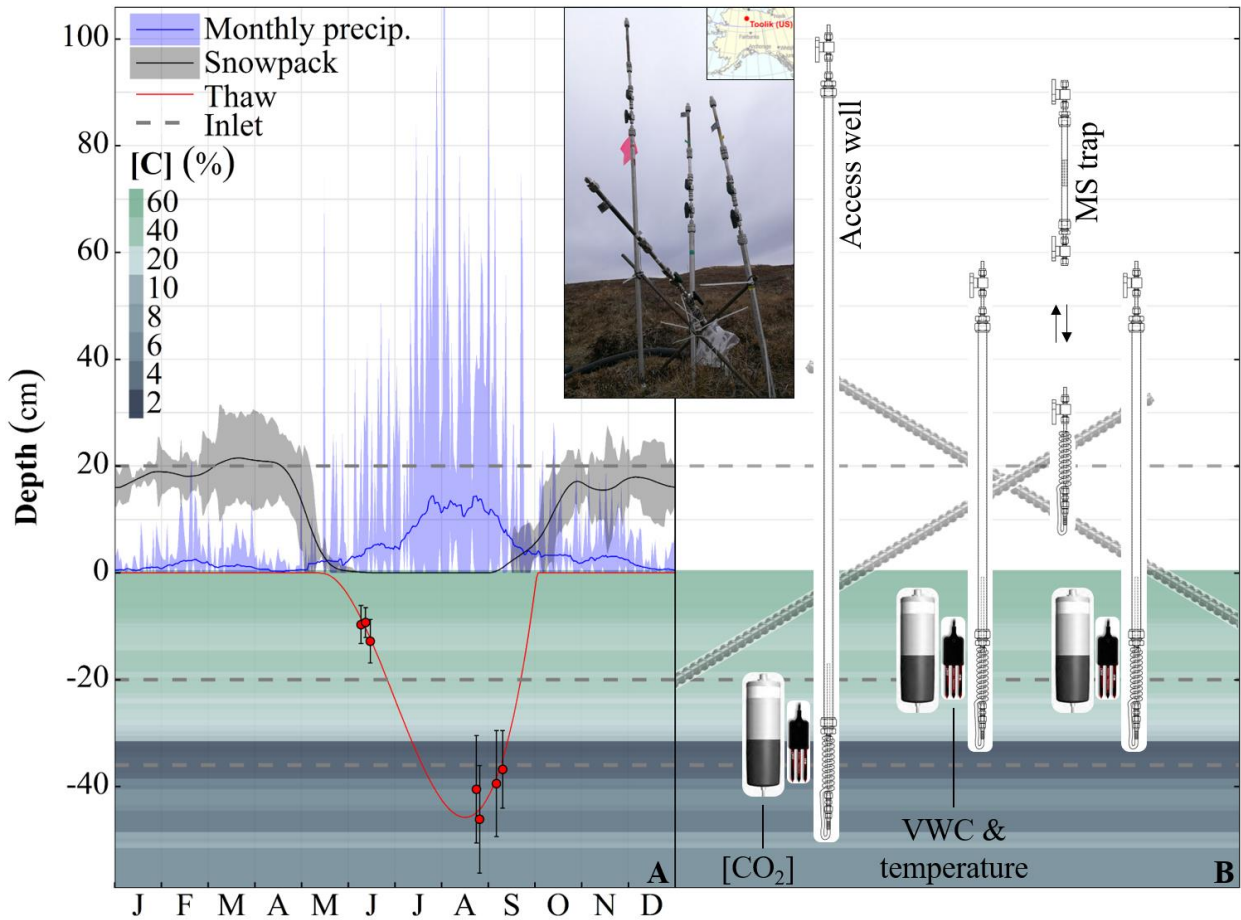 100
80
60
40
20
0
-20
-40
Depth (cm)
Monthly precip.
Snowpack
Thaw
Inlet
[C] (%)
60
40
20
10
8
6
4
2
J F M A M J J A S O N D
A
Toolik (US)
Access well
MS trap
[CO₂]
VWC &
temperature
B